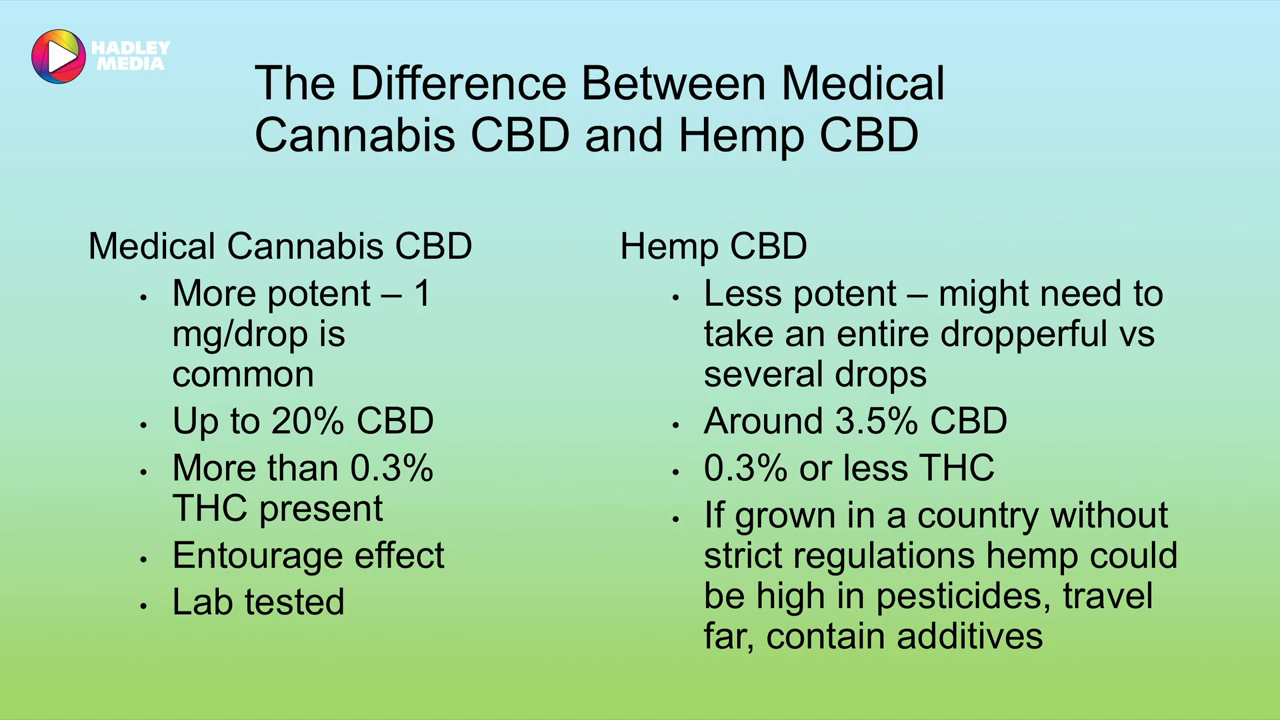 HADLEY
MEDIA
The Difference Between Medical
Cannabis CBD and Hemp CBD
Medical Cannabis CBD
• More potent – 1
mg/drop is
common
• Up to 20% CBD
• More than 0.3%
THC present
• Entourage effect
• Lab tested
Hemp CBD
• Less potent – might need to
take an entire dropperful vs
several drops
• Around 3.5% CBD
• 0.3% or less THC
• If grown in a country without
strict regulations hemp could
be high in pesticides, travel
far, contain additives